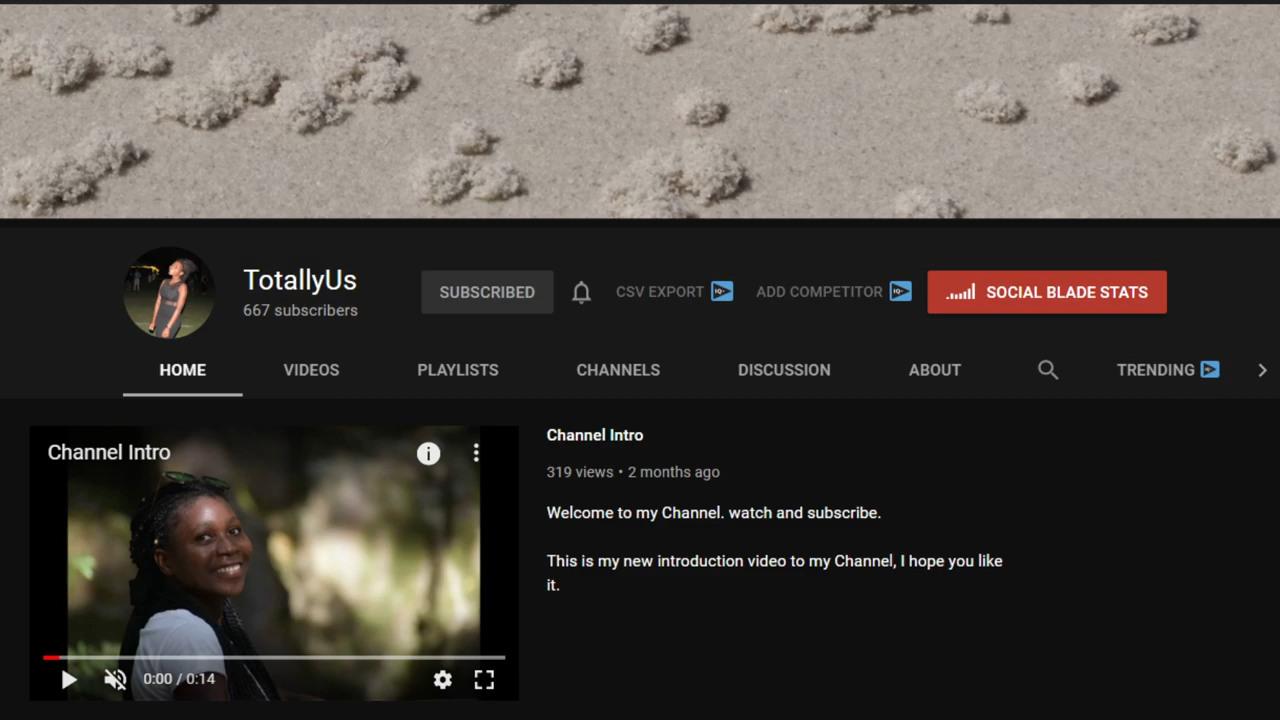 TotallyUs
667 subscribers
SUBSCRIBED
CSV EXPORT
ADD COMPETITOR
SOCIAL BLADE STATS
HOME
VIDEOS
PLAYLISTS
CHANNELS
DISCUSSION
ABOUT
TRENDING
Channel Intro
0:00 / 0:14
Channel Intro
319 views • 2 months ago
Welcome to my Channel. watch and subscribe.
This is my new introduction video to my Channel, I hope you like
it.